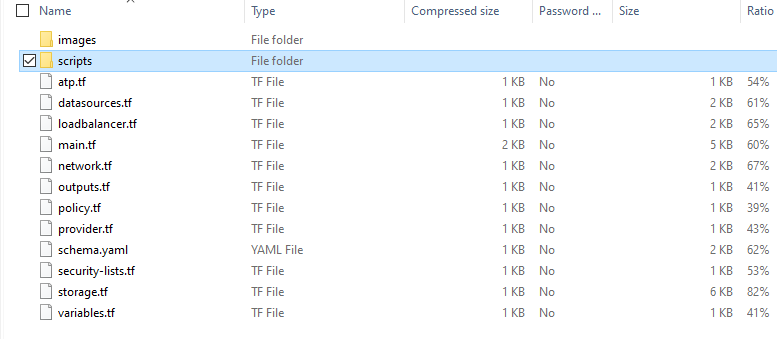 Name Type Compressed size Password ... Size Ratio
images File folder
scripts File folder
atp.tf TF File 1 KB No 1 KB 54%
datasources.tf TF File 1 KB No 2 KB 61%
loadbalancer.tf TF File 1 KB No 2 KB 65%
main.tf TF File 2 KB No 5 KB 60%
network.tf TF File 1 KB No 2 KB 67%
outputs.tf TF File 1 KB No 1 KB 41%
policy.tf TF File 1 KB No 1 KB 39%
provider.tf TF File 1 KB No 1 KB 43%
schema.yaml YAML File 1 KB No 2 KB 62%
security-lists.tf TF File 1 KB No 1 KB 53%
storage.tf TF File 1 KB No 6 KB 82%
variables.tf TF File 1 KB No 1 KB 41%